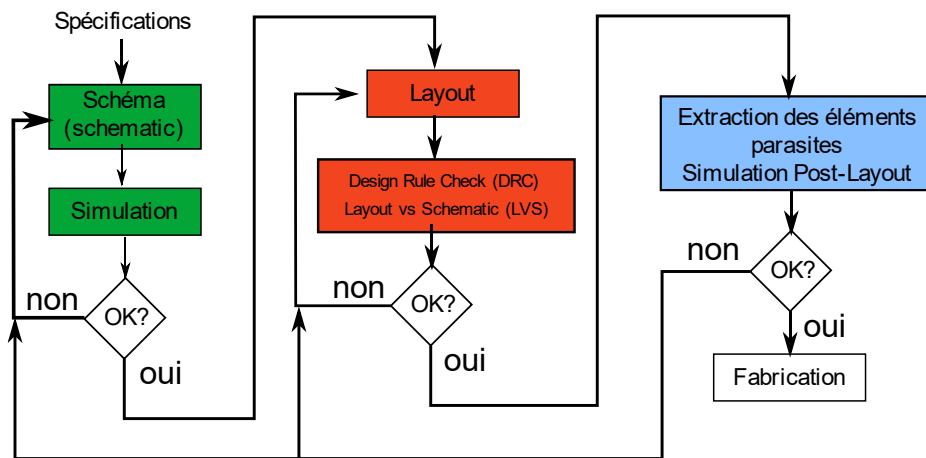 Spécifications
Schéma
(schematic)
Simulation
OK?
non
oui
Layout
Design Rule Check (DRC)
Layout vs Schematic (LVS)
OK?
non
oui
Extraction des éléments
parasites
Simulation Post-Layout
OK?
non
oui
Fabrication